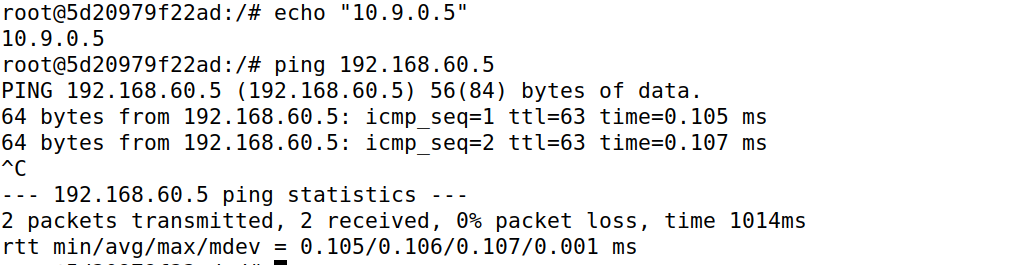 root@5d20979f22ad:/# echo "10.9.0.5"
10.9.0.5
root@5d20979f22ad:/# ping 192.168.60.5
PING 192.168.60.5 (192.168.60.5) 56(84) bytes of data.
64 bytes from 192.168.60.5: icmp_seq=1 ttl=63 time=0.105 ms
64 bytes from 192.168.60.5: icmp_seq=2 ttl=63 time=0.107 ms
^C
--- 192.168.60.5 ping statistics ---
2 packets transmitted, 2 received, 0% packet loss, time 1014ms
rtt min/avg/max/mdev = 0.105/0.106/0.107/0.001 ms